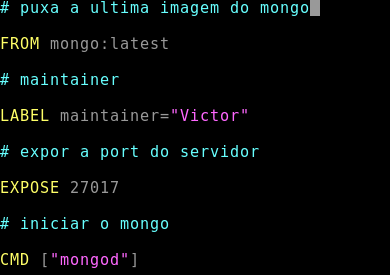 # puxa a ultima imagem do mongo
FROM mongo:latest
# maintainer
LABEL maintainer="Victor"
# expor a port do servidor
EXPOSE 27017
# iniciar o mongo
CMD ["mongod"]